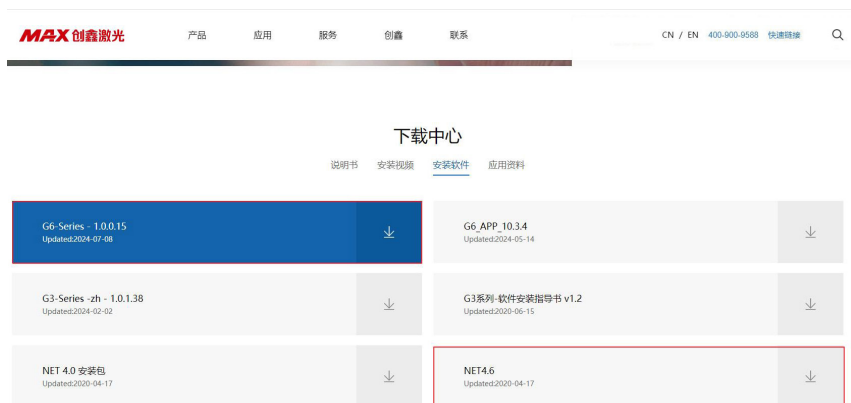 MAX 创鑫激光 产品 应用 服务 创鑫 联系 CN / EN 400-900-9588 快速链接
下载中心
说明书 安装视频 安装软件 应用资料
G6-Series - 1.0.0.15
Updated:2024-07-08
G6_APP_10.3.4
Updated:2024-05-14
G3-Series -zh - 1.0.1.38
Updated:2024-02-02
G3系列-软件安装指导书 v1.2
Updated:2020-06-15
NET 4.0 安装包
Updated:2020-04-17
NET4.6
Updated:2020-04-17